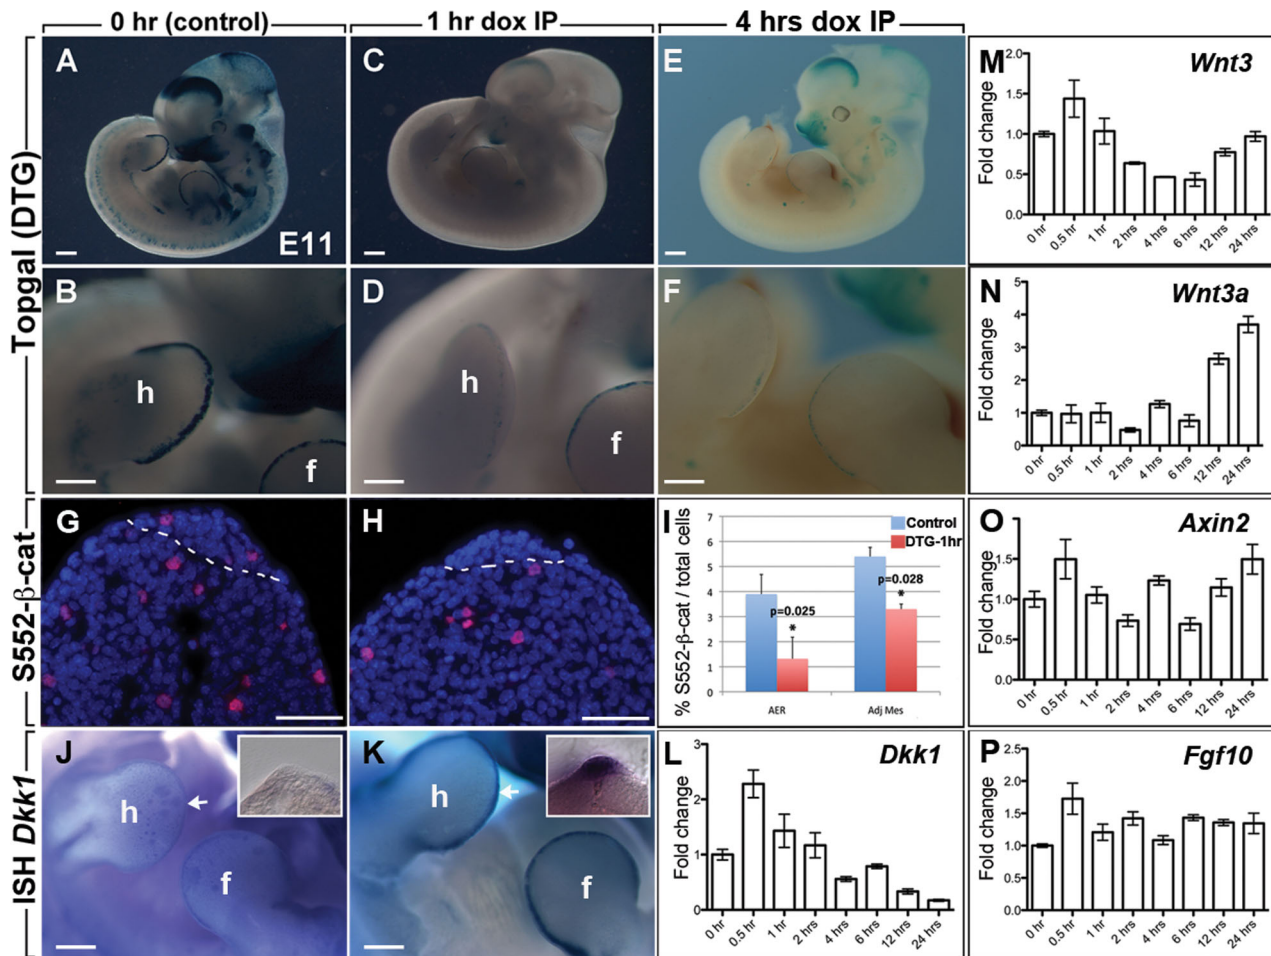 0 hr (control)
1 hr dox IP
4 hrs dox IP
Topgal (DTG)
A
E11
C
E
B
h
f
D
h
f
F
S552-β-cat
G
H
I
% S552-β-cat / total cells
7
6
5
4
3
2
1
0
Control
DTG-1hr
p=0.025
*
p=0.028
*
AER
Adj Mes
ISH Dkk1
J
h
f
K
h
f
L
Dkk1
Fold change
3
2
1
0
0 hr
0.5 hr
1 hr
2 hrs
4 hrs
6 hrs
12 hrs
24 hrs
M
Wnt3
Fold change
2.0
1.5
1.0
0.5
0.0
0 hr
0.5 hr
1 hr
2 hrs
4 hrs
6 hrs
12 hrs
24 hrs
N
Wnt3a
Fold change
5
4
3
2
1
0
0 hr
0.5 hr
1 hr
2 hrs
4 hrs
6 hrs
12 hrs
24 hrs
O
Axin2
Fold change
2.0
1.5
1.0
0.5
0.0
0 hr
0.5 hr
1 hr
2 hrs
4 hrs
6 hrs
12 hrs
24 hrs
P
Fgf10
Fold change
2.5
2.0
1.5
1.0
0.5
0.0
0 hr
0.5 hr
1 hr
2 hrs
4 hrs
6 hrs
12 hrs
24 hrs